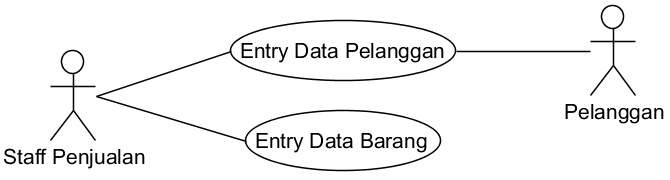 Entry Data Pelanggan
Pelanggan
Entry Data Barang
Staff Penjualan